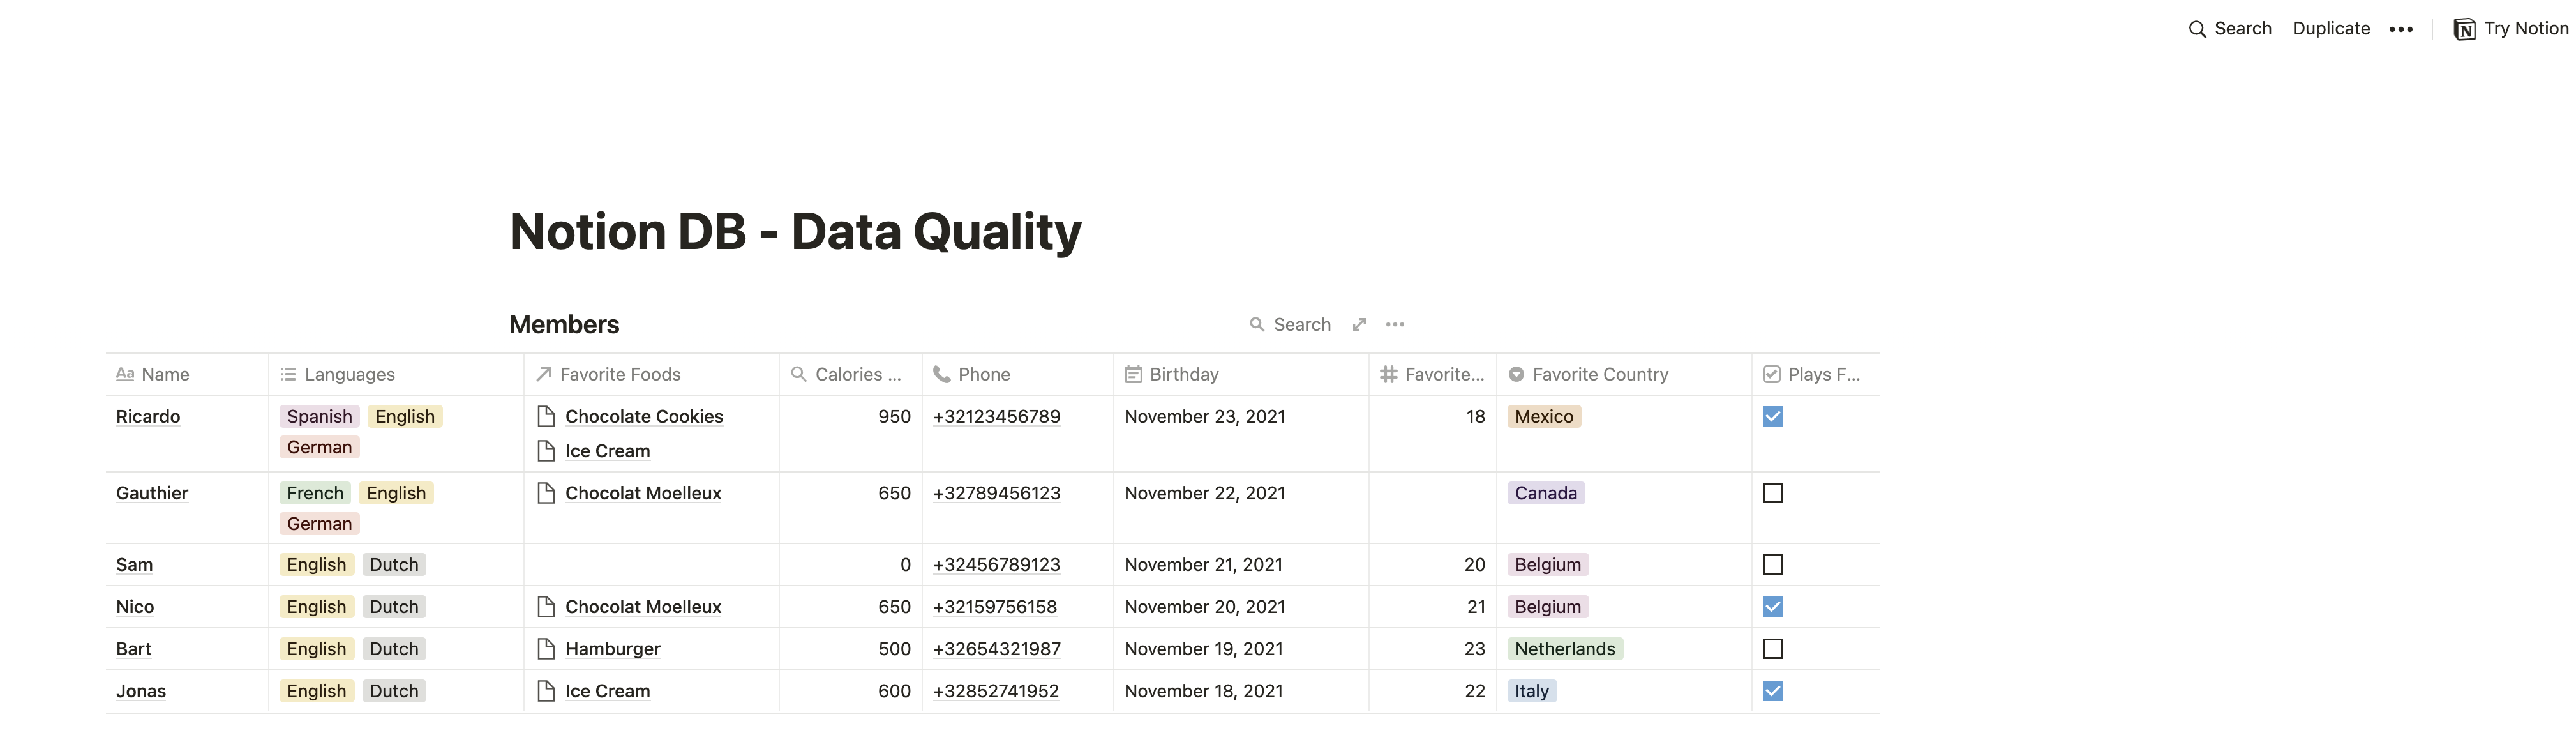 Search Duplicate ••• Try Notion
Notion DB - Data Quality
Members Search •••
Aa Name Languages Favorite Foods Calories ... Phone Birthday Favorite... Favorite Country Plays F...
Ricardo Spanish English Chocolate Cookies 950 +32123456789 November 23, 2021 18 Mexico
German Ice Cream
Gauthier French English Chocolat Moelleux 650 +32789456123 November 22, 2021 Canada
German
Sam English Dutch 0 +32456789123 November 21, 2021 20 Belgium
Nico English Dutch Chocolat Moelleux 650 +32159756158 November 20, 2021 21 Belgium
Bart English Dutch Hamburger 500 +32654321987 November 19, 2021 23 Netherlands
Jonas English Dutch Ice Cream 600 +32852741952 November 18, 2021 22 Italy